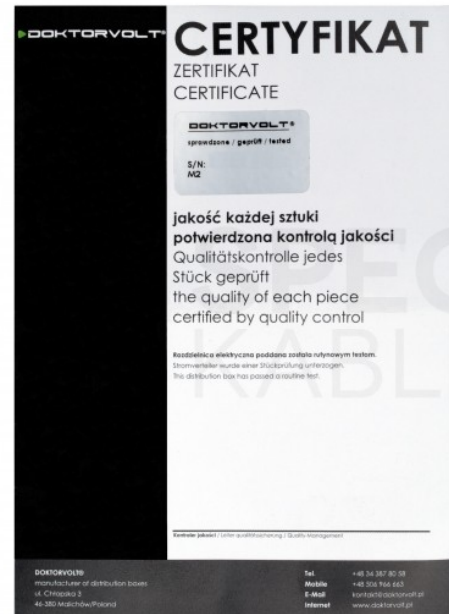 DOKTORVOLT®
CERTYFIKAT
ZERTIFIKAT
CERTIFICATE
DOKTORVOLT®
sprawdzone / geprüft / tested
S/N:
M2
jakość każdej sztuki
potwierdzona kontrolą jakości
Qualitätskontrolle jedes
Stück geprüft
the quality of each piece
certified by quality control
Rozdzielnica elektryczna poddana została rutynowym testom.
Stromverteiler wurde einer Stückprüfung unterzogen.
This distribution box has passed a routine test.
Kontroler jakości / Leiter qualitätssicherung / Quality Management
DOKTORVOLT®
manufacturer of distribution boxes
ul. Chłopska 3
46-380 Malichów/Poland
Tel. +48 34 387 80 58
Mobile +48 506 966 663
E-Mail kontakt@doktorvolt.pl
Internet www.doktorvolt.pl